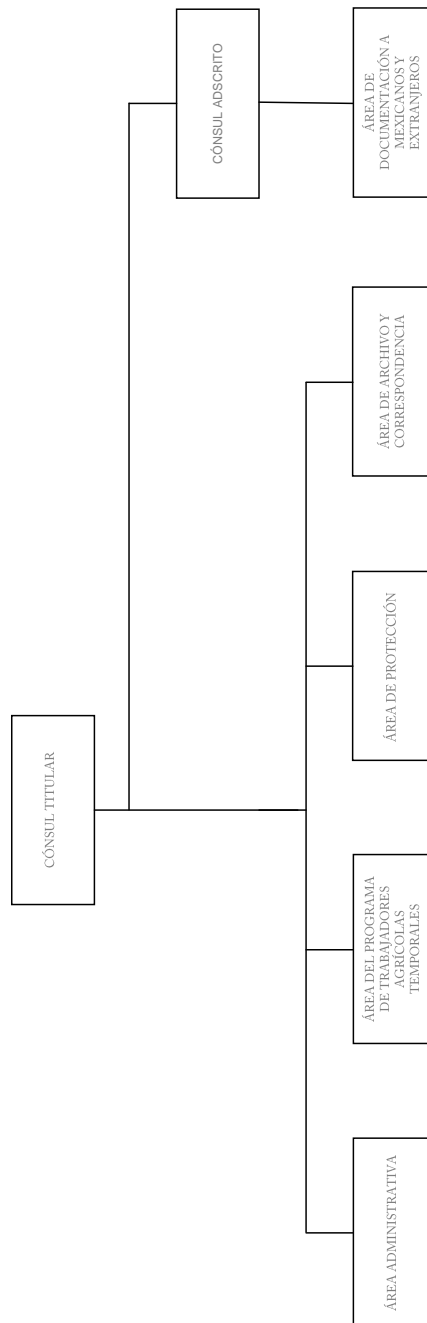 CÓNSUL TITULAR
CÓNSUL ADSCRITO
ÁREA ADMINISTRATIVA
ÁREA DEL PROGRAMA
DE TRABAJADORES
AGRÍCOLAS
TEMPORALES
ÁREA DE PROTECCIÓN
ÁREA DE ARCHIVO Y
CORRESPONDENCIA
ÁREA DE
DOCUMENTACIÓN A
MEXICANOS Y
EXTRANJEROS